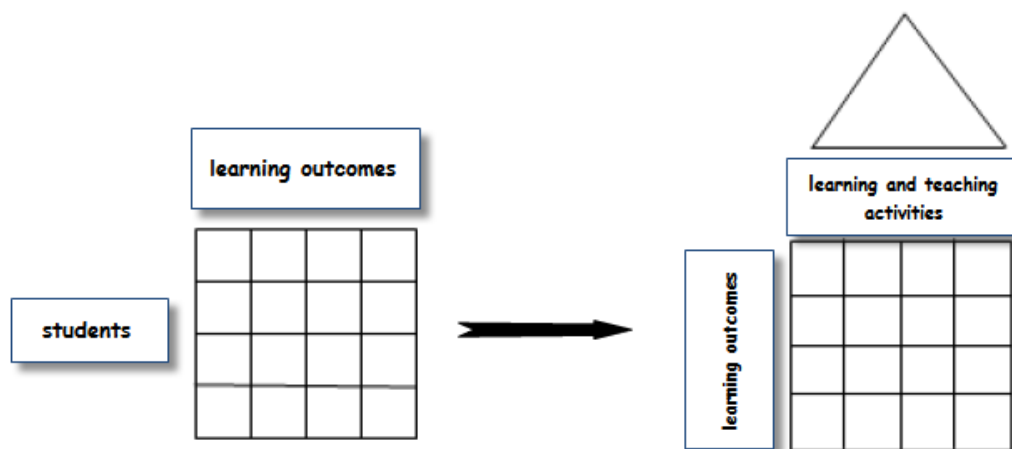 learning outcomes
students
learning and teaching
activities
learning outcomes